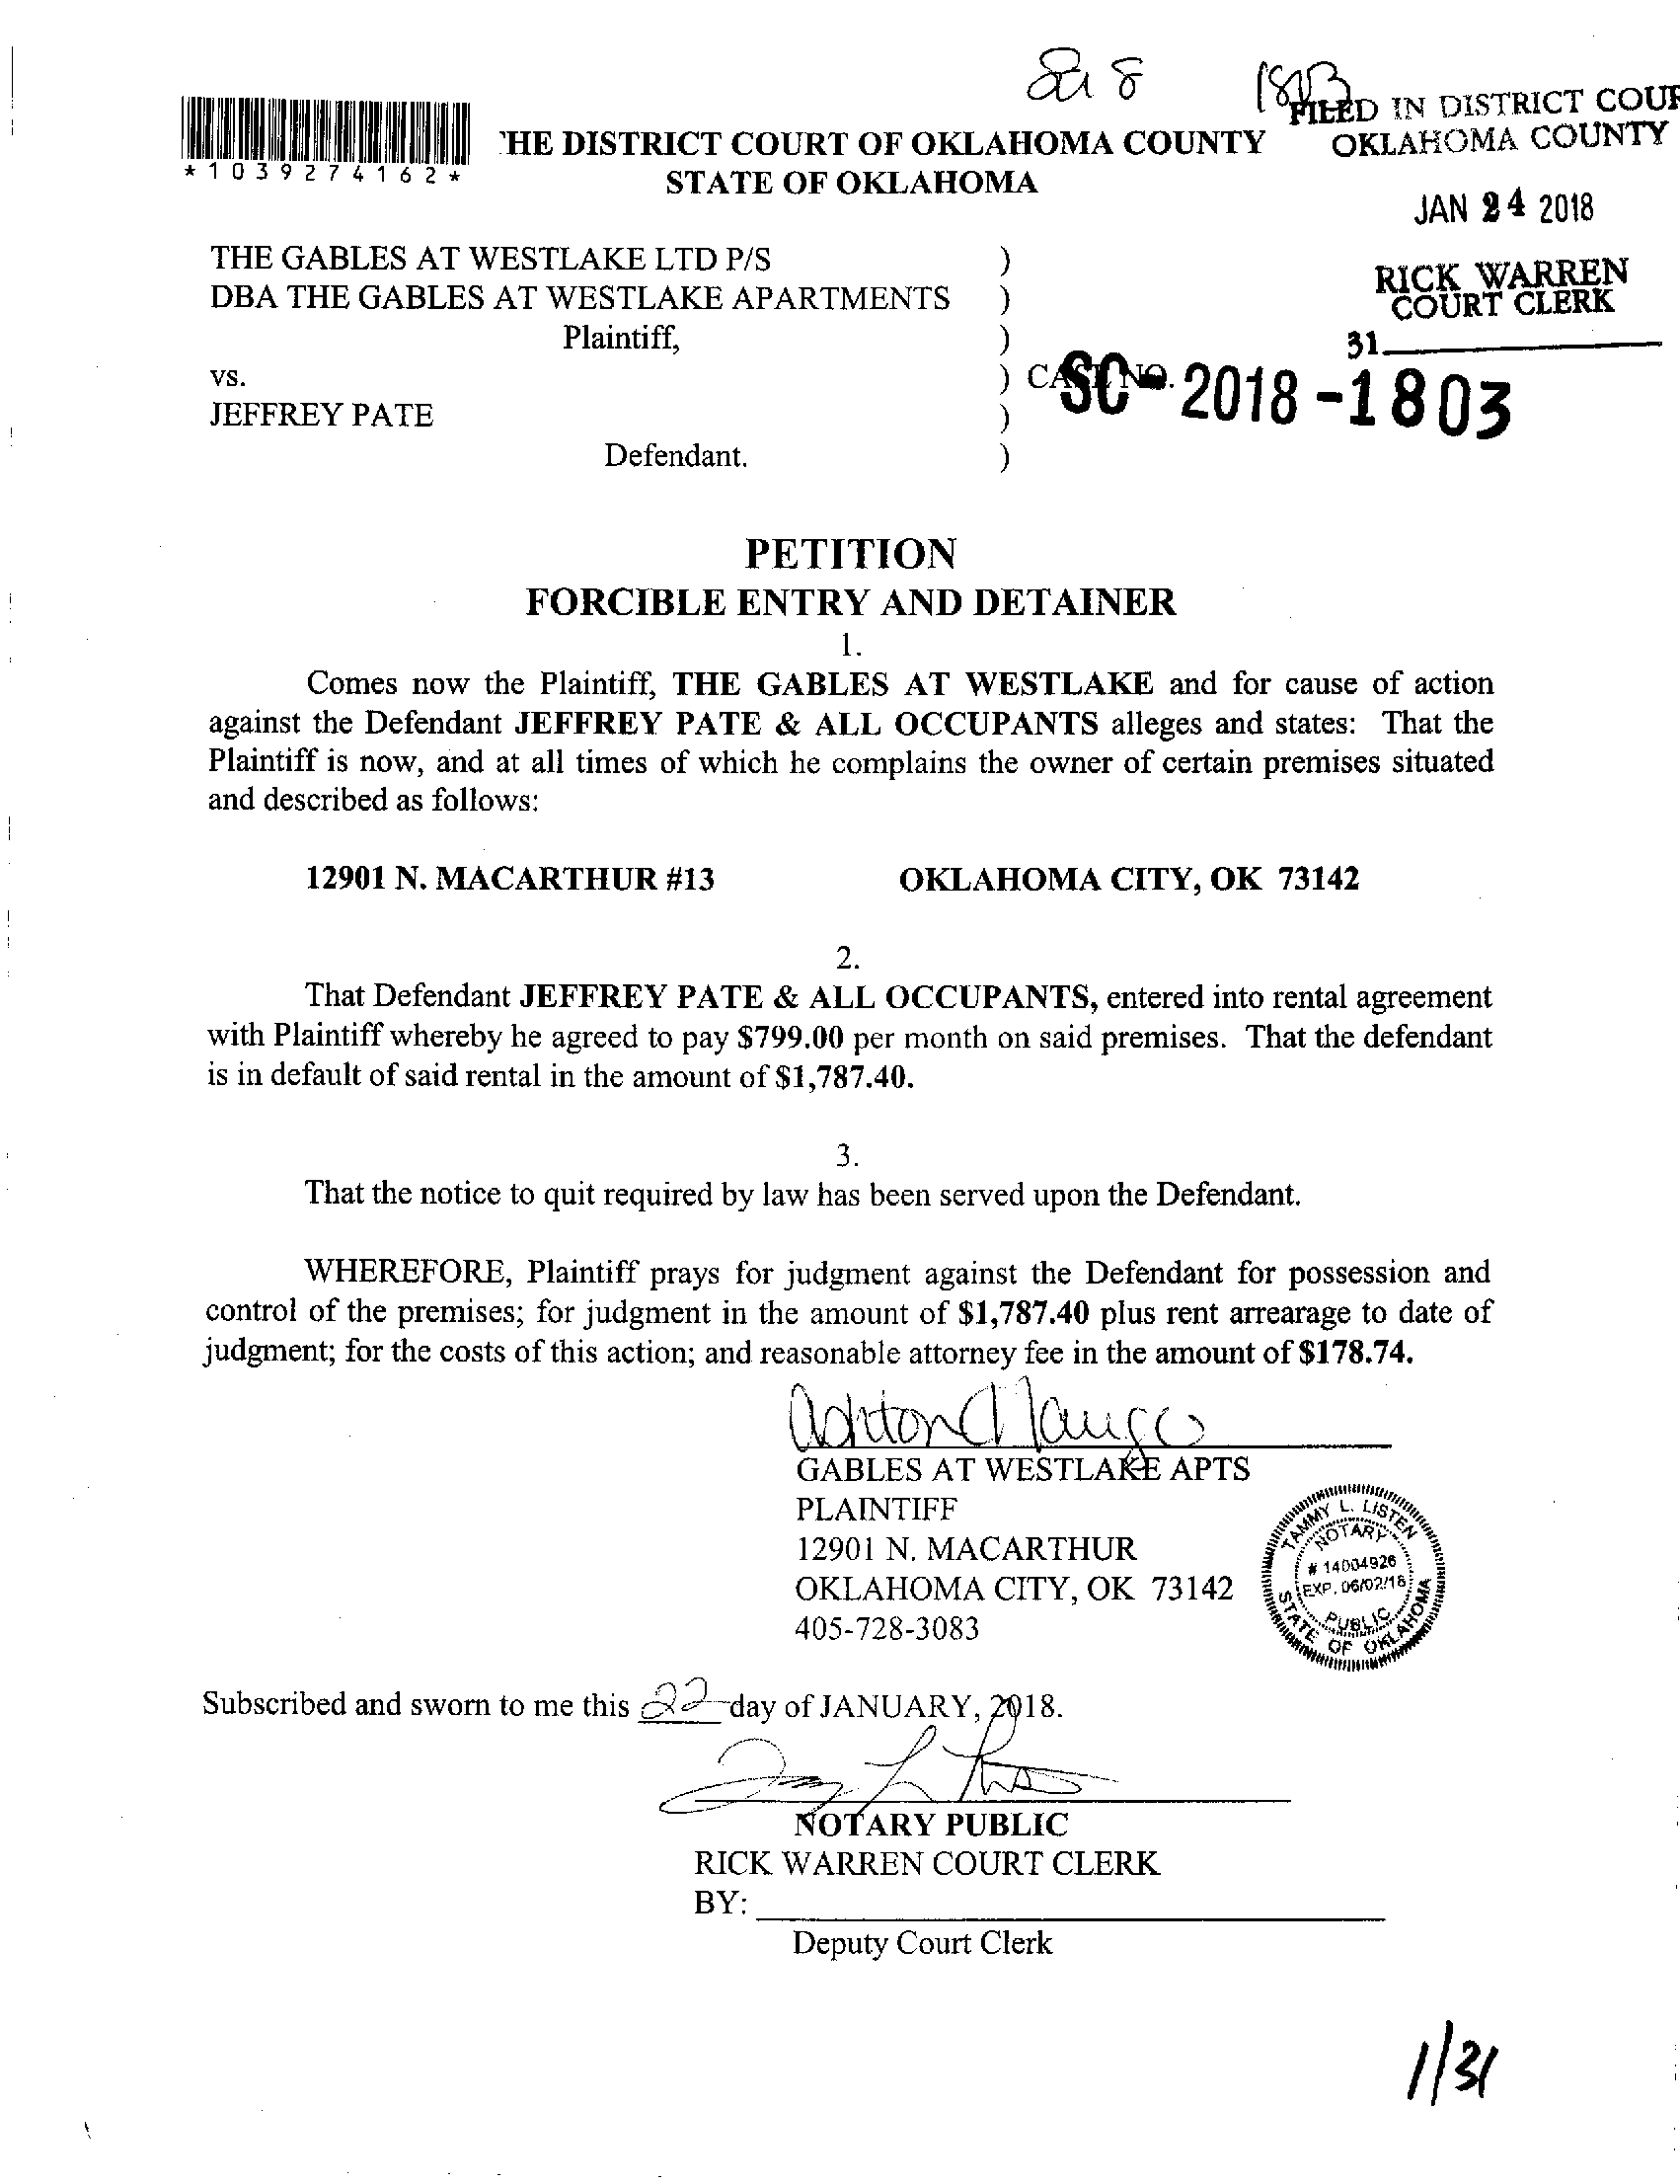 FILED IN DISTRICT COUR
OKLAHOMA COUNTY
*1039274162*
HE DISTRICT COURT OF OKLAHOMA COUNTY
STATE OF OKLAHOMA
JAN 24 2018
THE GABLES AT WESTLAKE LTD P/S )
DBA THE GABLES AT WESTLAKE APARTMENTS )
RICK WARREN
COURT CLERK
Plaintiff, )
31
vs. ) CASE NO. SC-2018-1803
JEFFREY PATE )
Defendant. )
PETITION
FORCIBLE ENTRY AND DETAINER
1.
Comes now the Plaintiff, THE GABLES AT WESTLAKE and for cause of action
against the Defendant JEFFREY PATE & ALL OCCUPANTS alleges and states: That the
Plaintiff is now, and at all times of which he complains the owner of certain premises situated
and described as follows:
12901 N. MACARTHUR #13 OKLAHOMA CITY, OK 73142
2.
That Defendant JEFFREY PATE & ALL OCCUPANTS, entered into rental agreement
with Plaintiff whereby he agreed to pay $799.00 per month on said premises. That the defendant
is in default of said rental in the amount of $1,787.40.
3.
That the notice to quit required by law has been served upon the Defendant.
WHEREFORE, Plaintiff prays for judgment against the Defendant for possession and
control of the premises; for judgment in the amount of $1,787.40 plus rent arrearage to date of
judgment; for the costs of this action; and reasonable attorney fee in the amount of $178.74.
GABLES AT WESTLAKE APTS
PLAINTIFF
12901 N. MACARTHUR
OKLAHOMA CITY, OK 73142
405-728-3083
TAMMY L. LISTEN
NOTARY
# 14004926
EXP. 06/02/18
PUBLIC
STATE OF OKLAHOMA
Subscribed and sworn to me this 22 day of JANUARY, 2018.
NOTARY PUBLIC
RICK WARREN COURT CLERK
BY:
Deputy Court Clerk
1/31